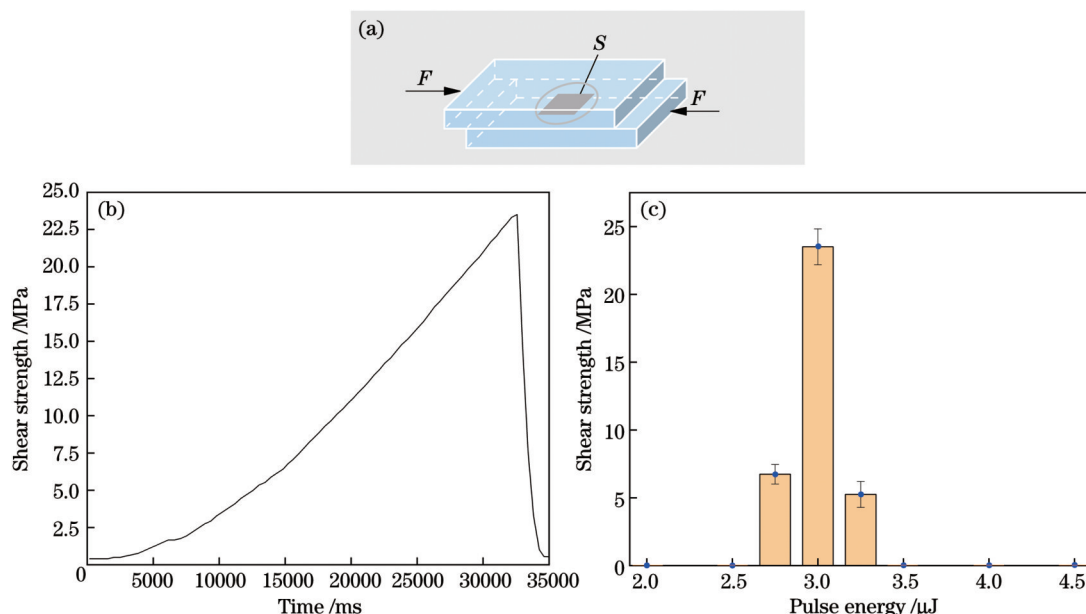 (a)
S
F
F
(b)
25.0
22.5
20.0
17.5
15.0
12.5
10.0
7.5
5.0
2.5
0
Shear strength /MPa
5000 10000 15000 20000 25000 30000 35000
Time /ms
(c)
25
20
15
10
5
0
Shear strength /MPa
2.0 2.5 3.0 3.5 4.0 4.5
Pulse energy /μJ